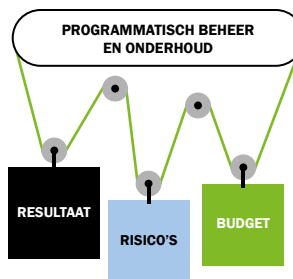 PROGRAMMATISCH BEHEER
EN ONDERHOUD
RESULTAAT
RISICO'S
BUDGET